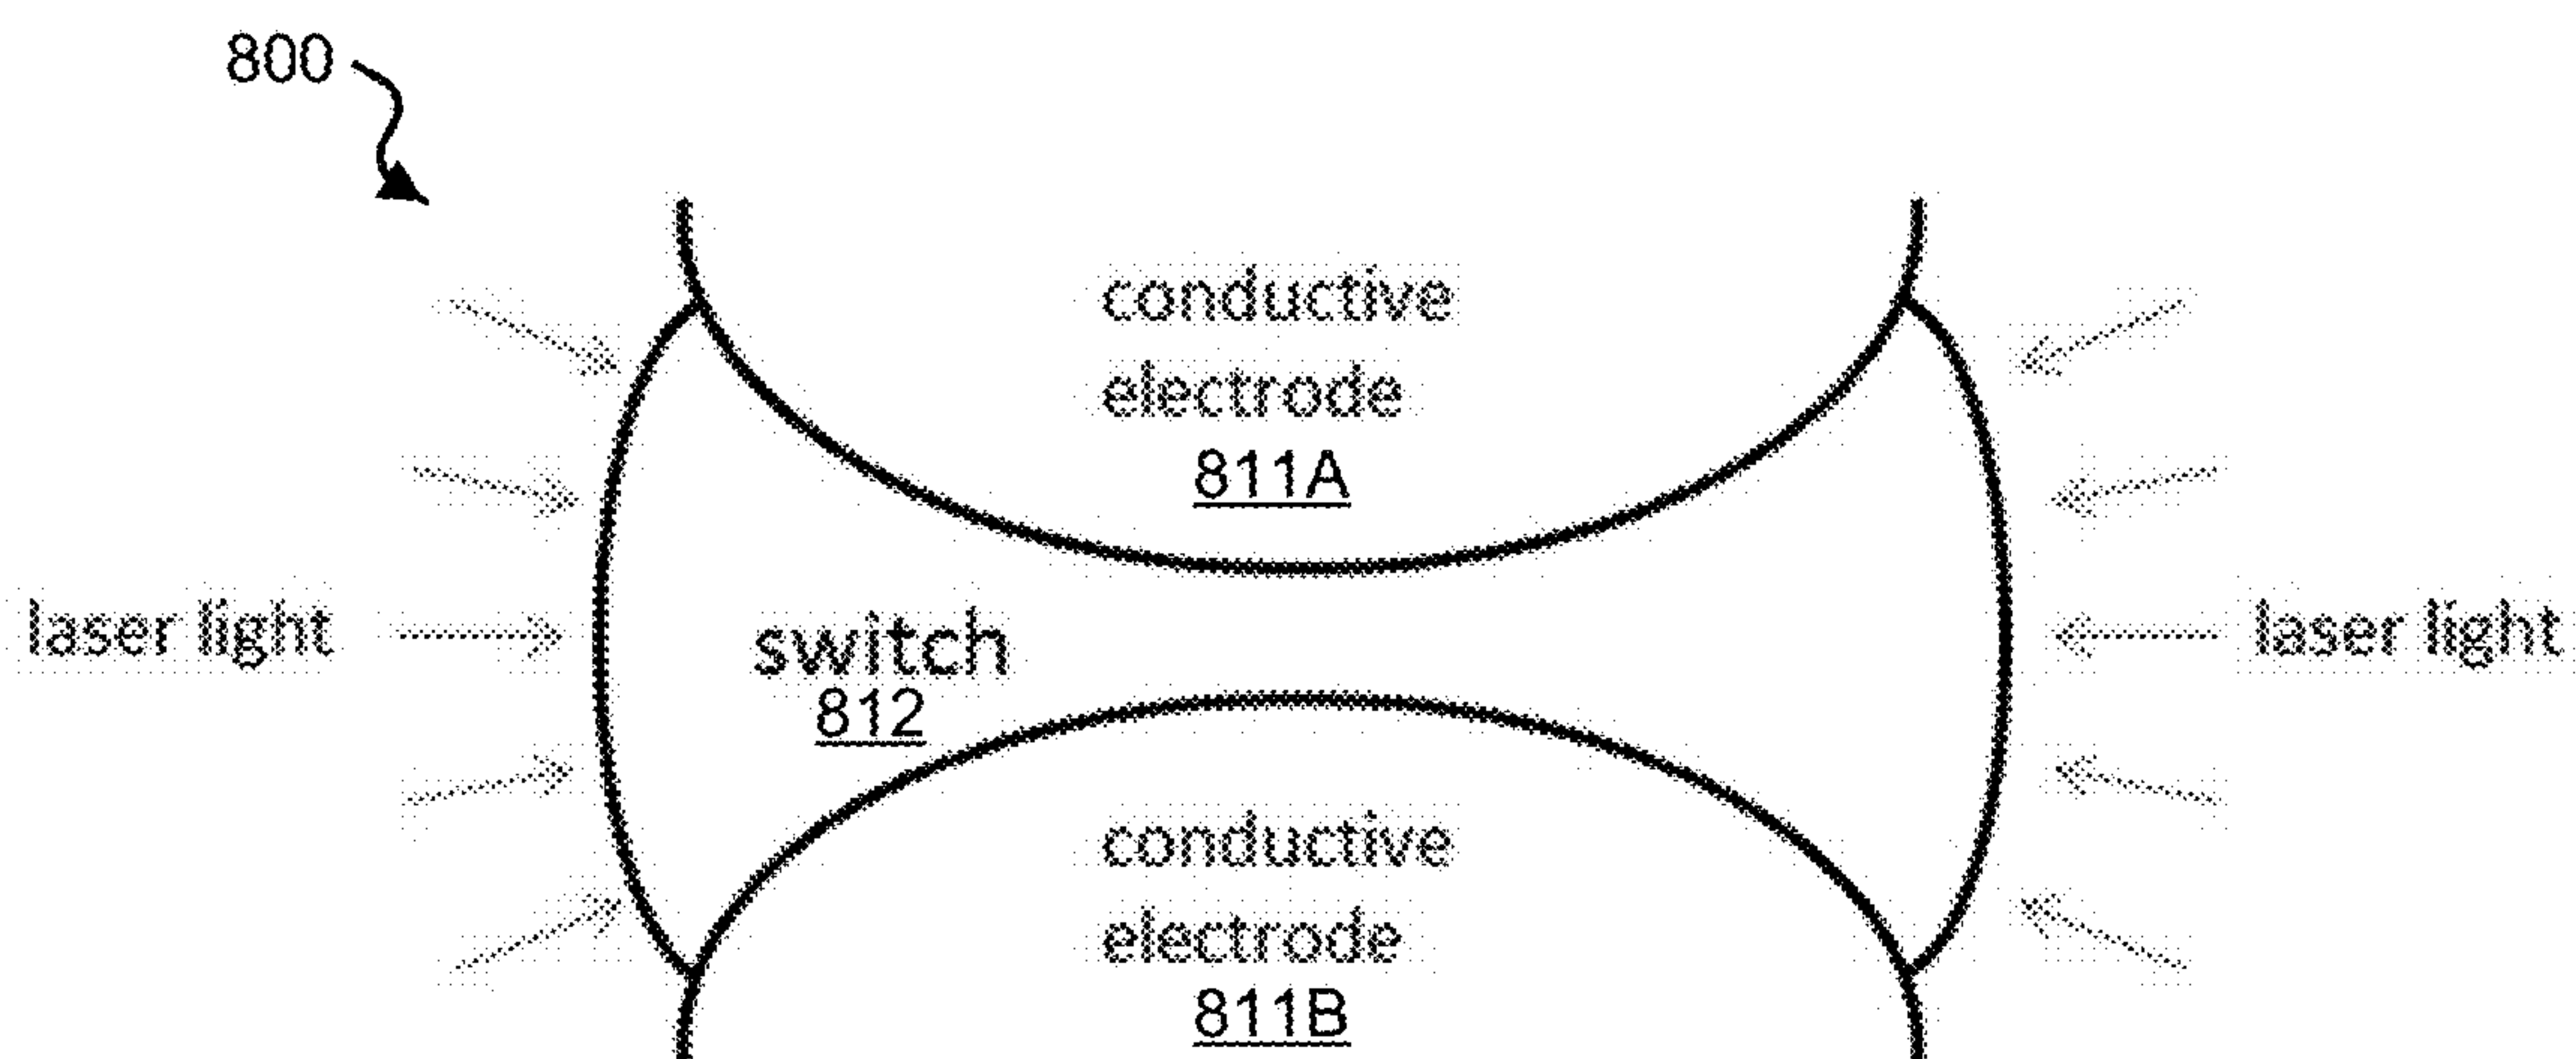 800
conductive
electrode
811A
laser light
switch
812
laser light
conductive
electrode
811B